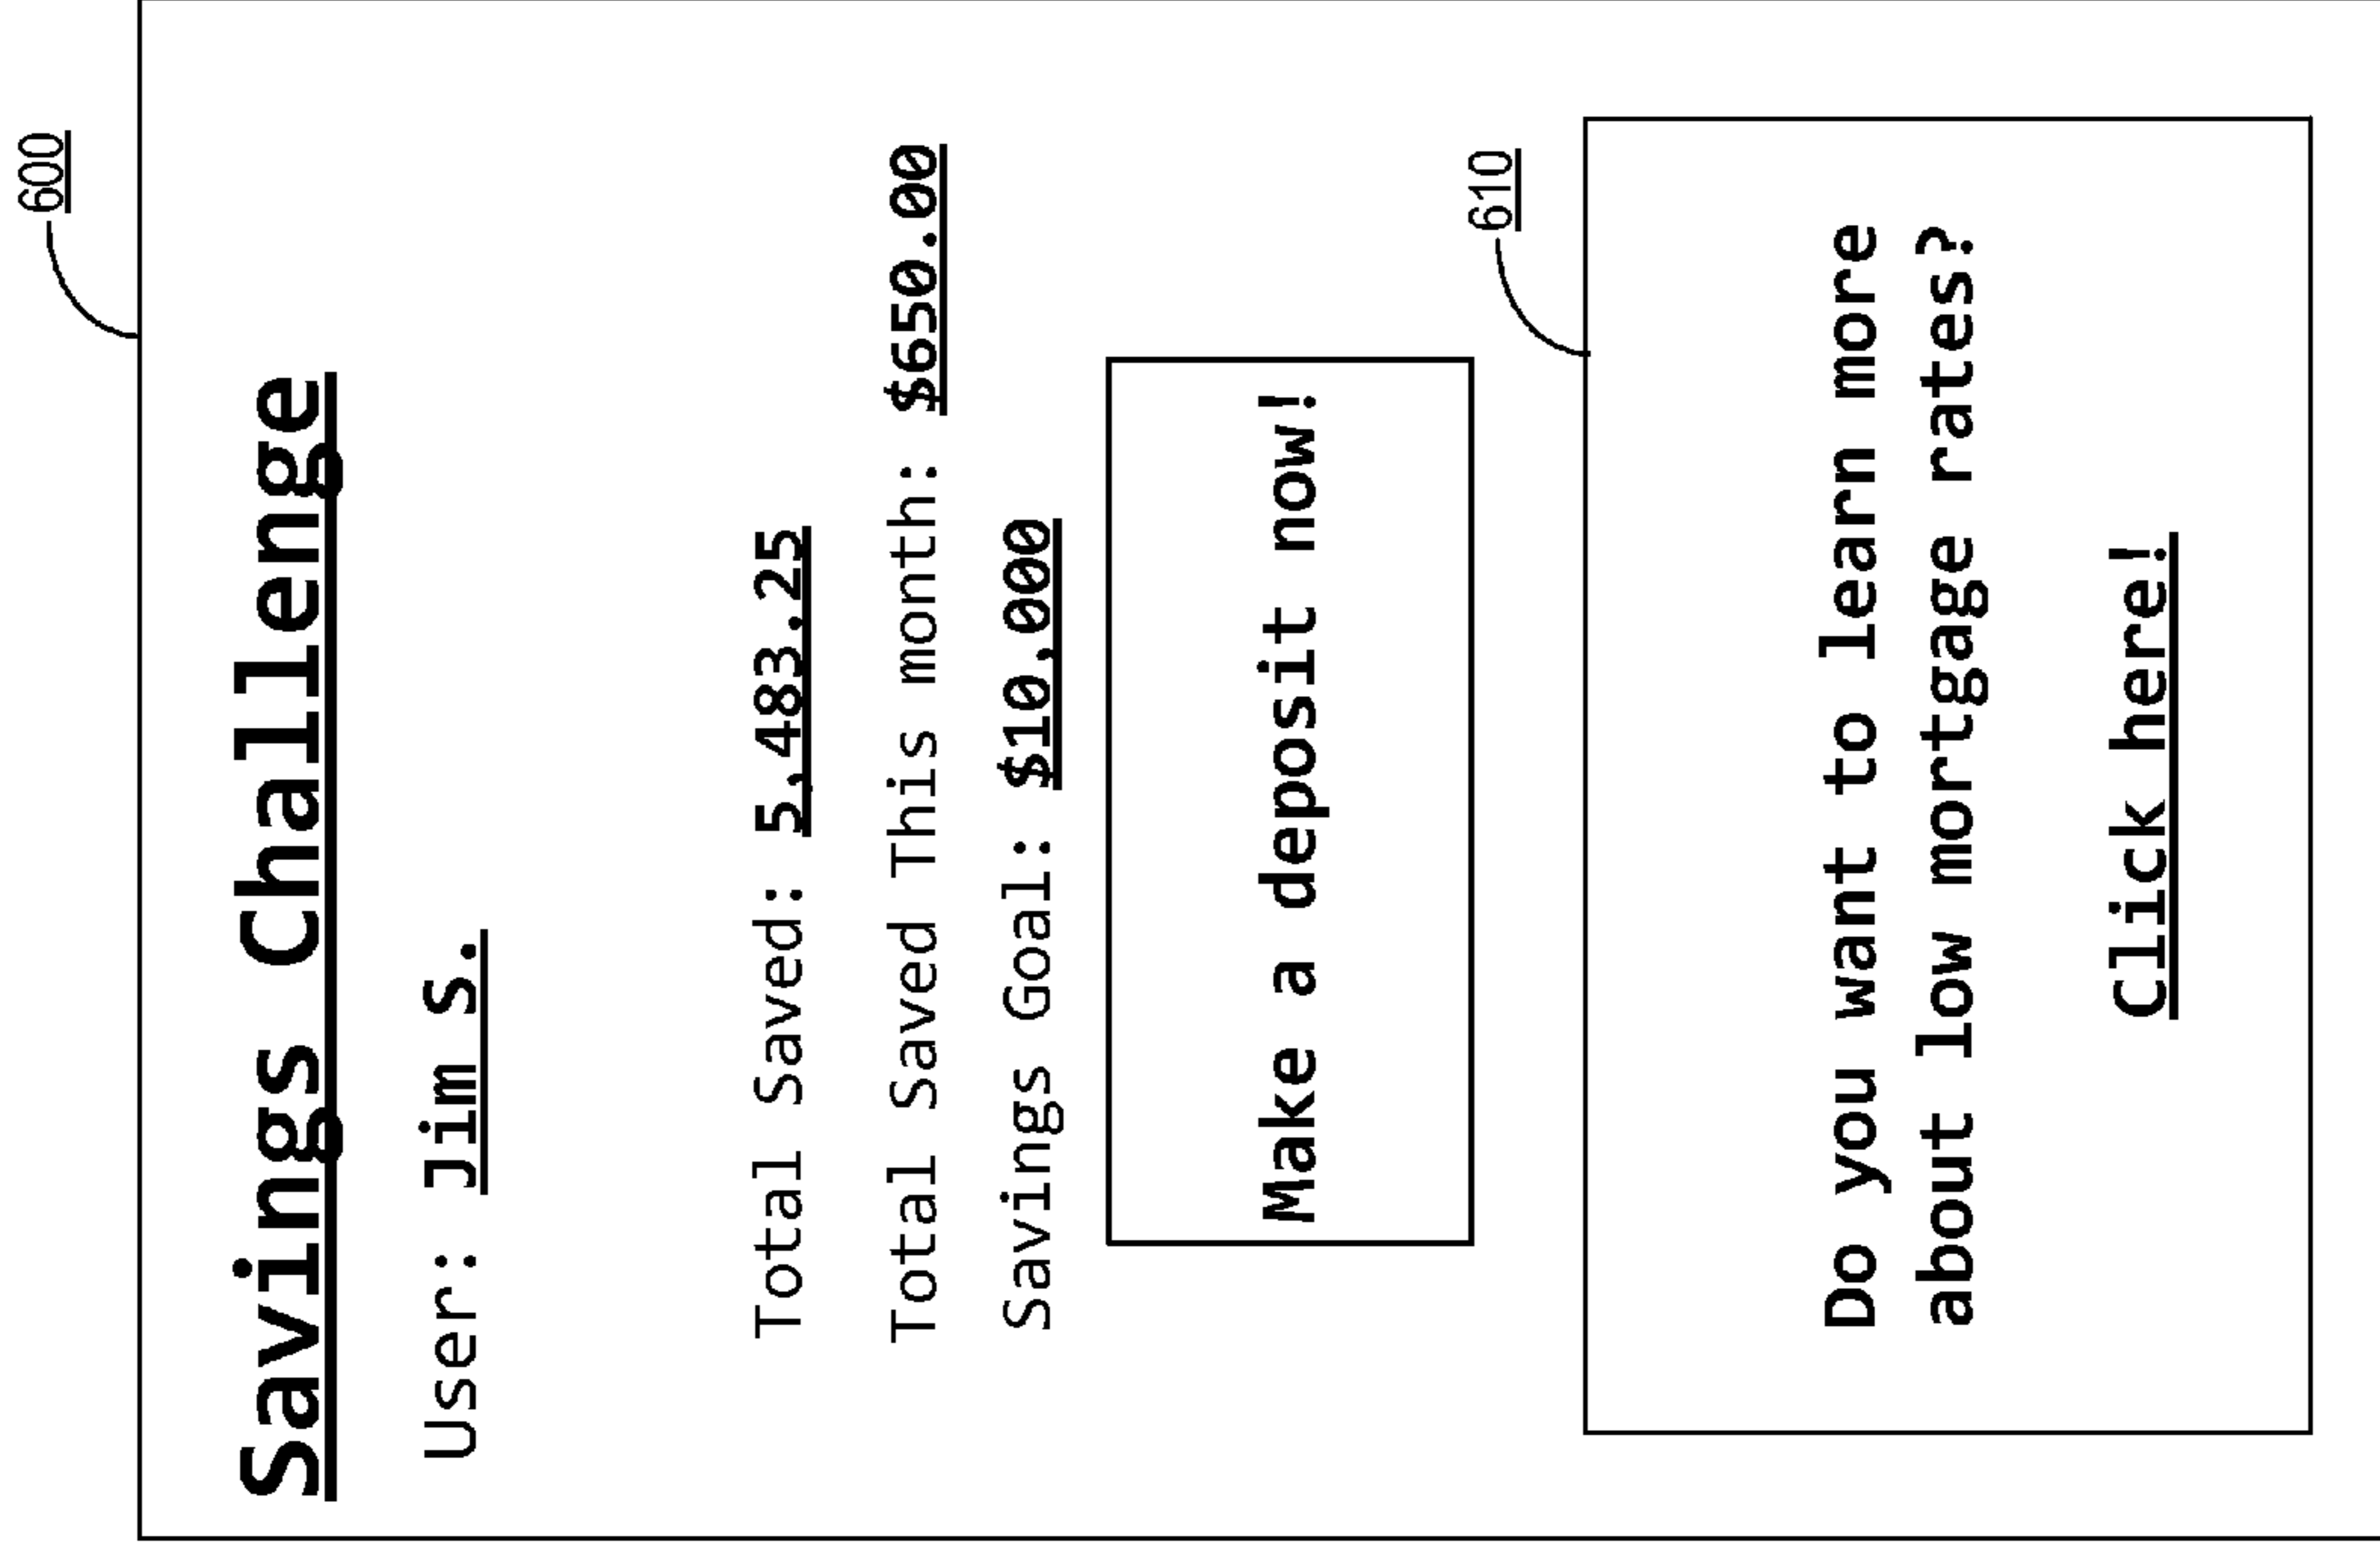 600
Savings Challenge
User: Jim S.
Total Saved: 5,483.25
Total Saved This month: $650.00
Savings Goal: $10,000
Make a deposit now!
610
Do you want to learn more
about low mortgage rates?
Click here!